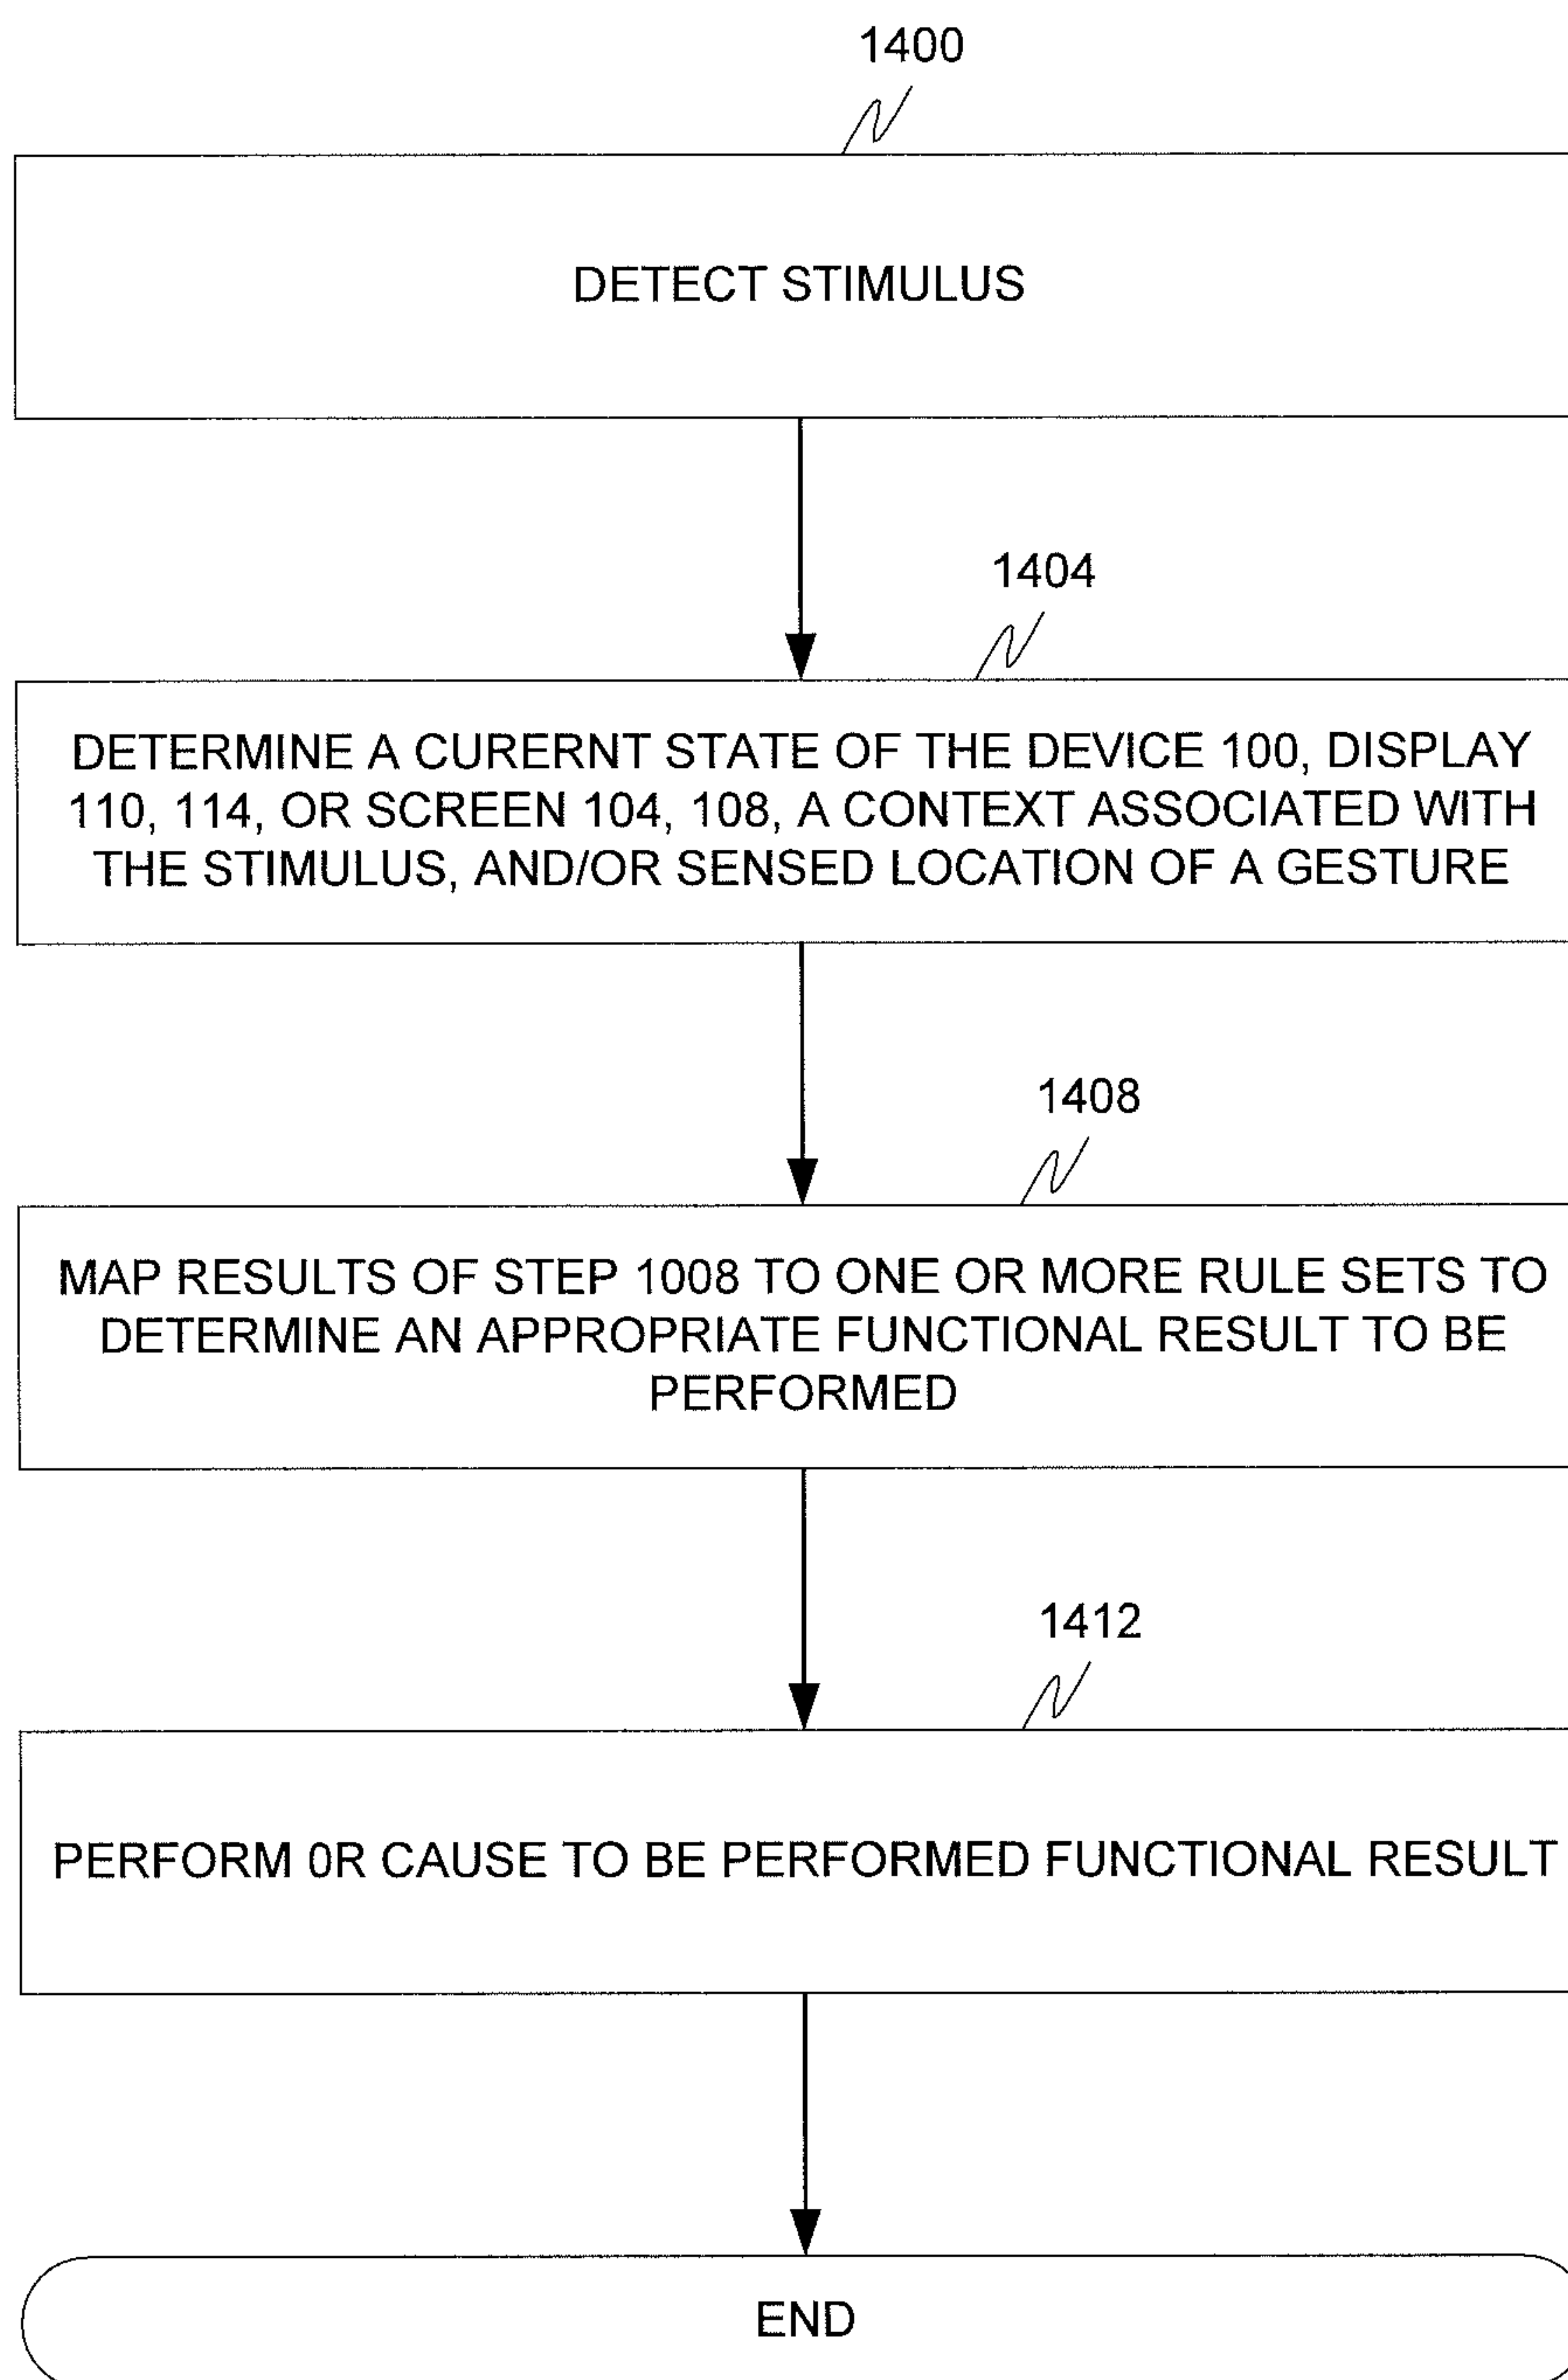 1400
DETECT STIMULUS
1404
DETERMINE A CURERNT STATE OF THE DEVICE 100, DISPLAY
110, 114, OR SCREEN 104, 108, A CONTEXT ASSOCIATED WITH
THE STIMULUS, AND/OR SENSED LOCATION OF A GESTURE
1408
MAP RESULTS OF STEP 1008 TO ONE OR MORE RULE SETS TO
DETERMINE AN APPROPRIATE FUNCTIONAL RESULT TO BE
PERFORMED
1412
PERFORM 0R CAUSE TO BE PERFORMED FUNCTIONAL RESULT
END